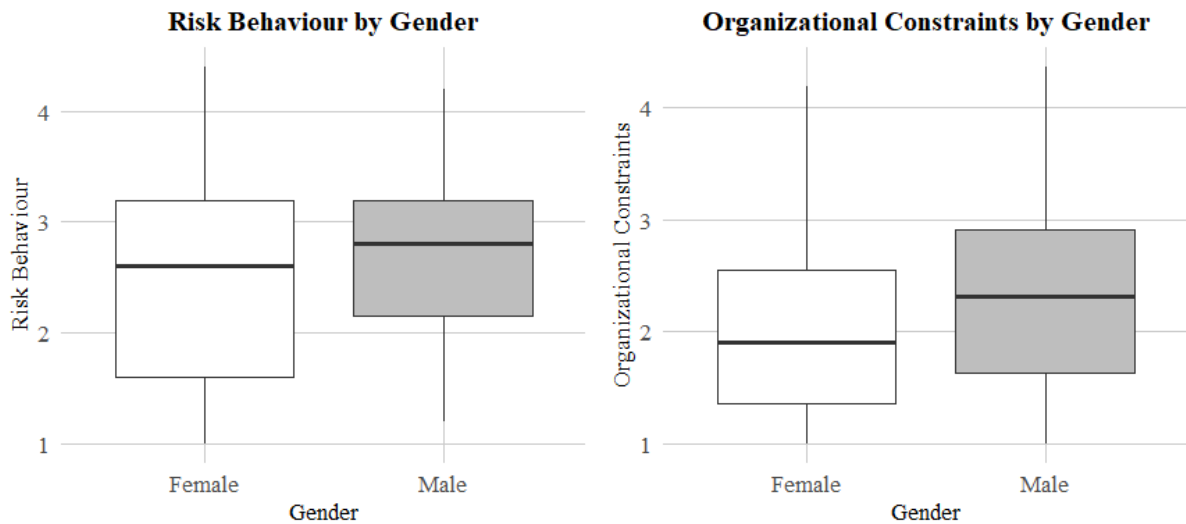 Risk Behaviour by Gender
Risk Behaviour
4
3
2
1
Female
Male
Gender
Organizational Constraints by Gender
Organizational Constraints
4
3
2
1
Female
Male
Gender